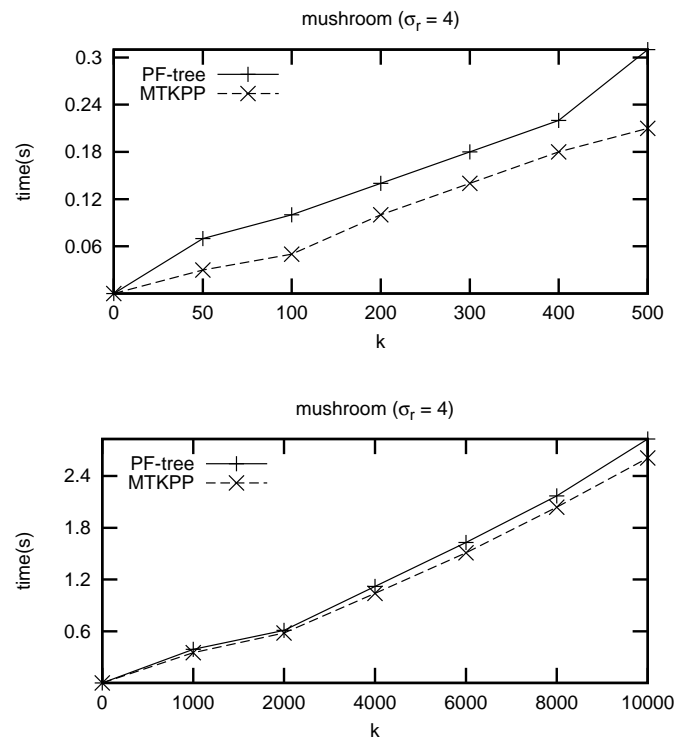 mushroom (σr = 4)
0.3
0.24
0.18
0.12
0.06
time(s)
PF-tree
MTKPP
0 50 100 200 300 400 500
k
mushroom (σr = 4)
2.4
1.8
1.2
0.6
time(s)
PF-tree
MTKPP
0 1000 2000 4000 6000 8000 10000
k